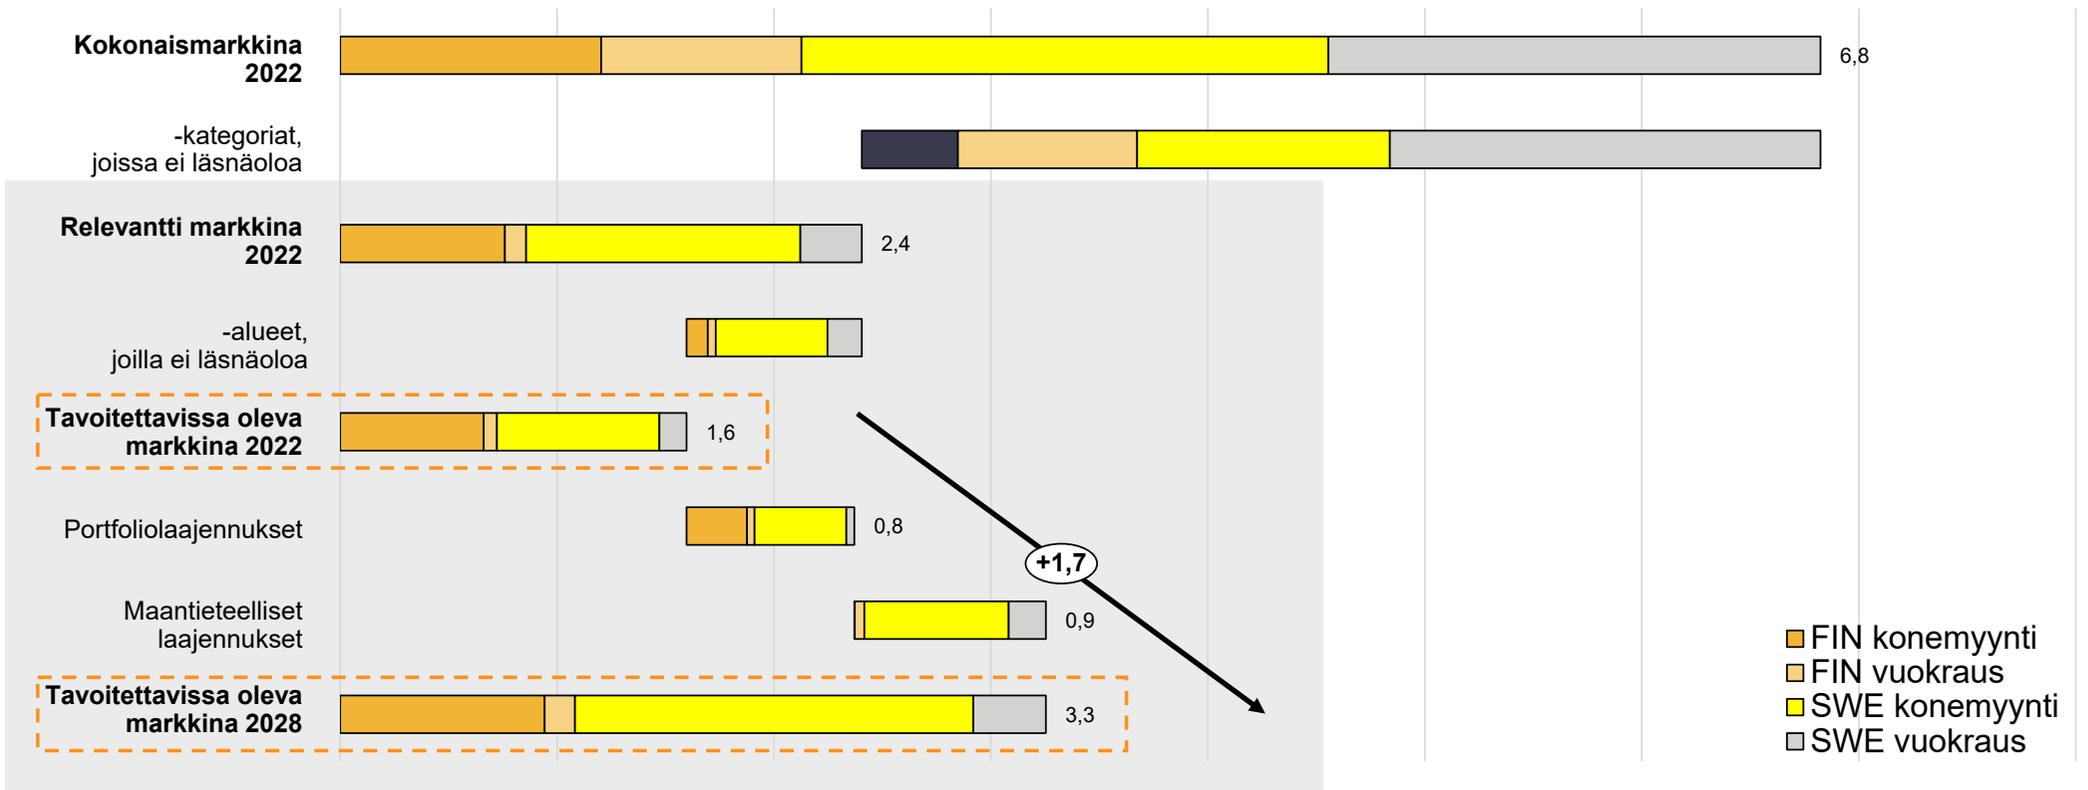 Kokonaismarkkina
2022
6,8
-kategoriat,
joissa ei läsnäoloa
Relevantti markkina
2022
2,4
-alueet,
joilla ei läsnäoloa
Tavoitettavissa oleva
markkina 2022
1,6
Portfoliolaajennukset
0,8
+1,7
Maantieteelliset
laajennukset
0,9
Tavoitettavissa oleva
markkina 2028
3,3
FIN konemyynti
FIN vuokraus
SWE konemyynti
SWE vuokraus